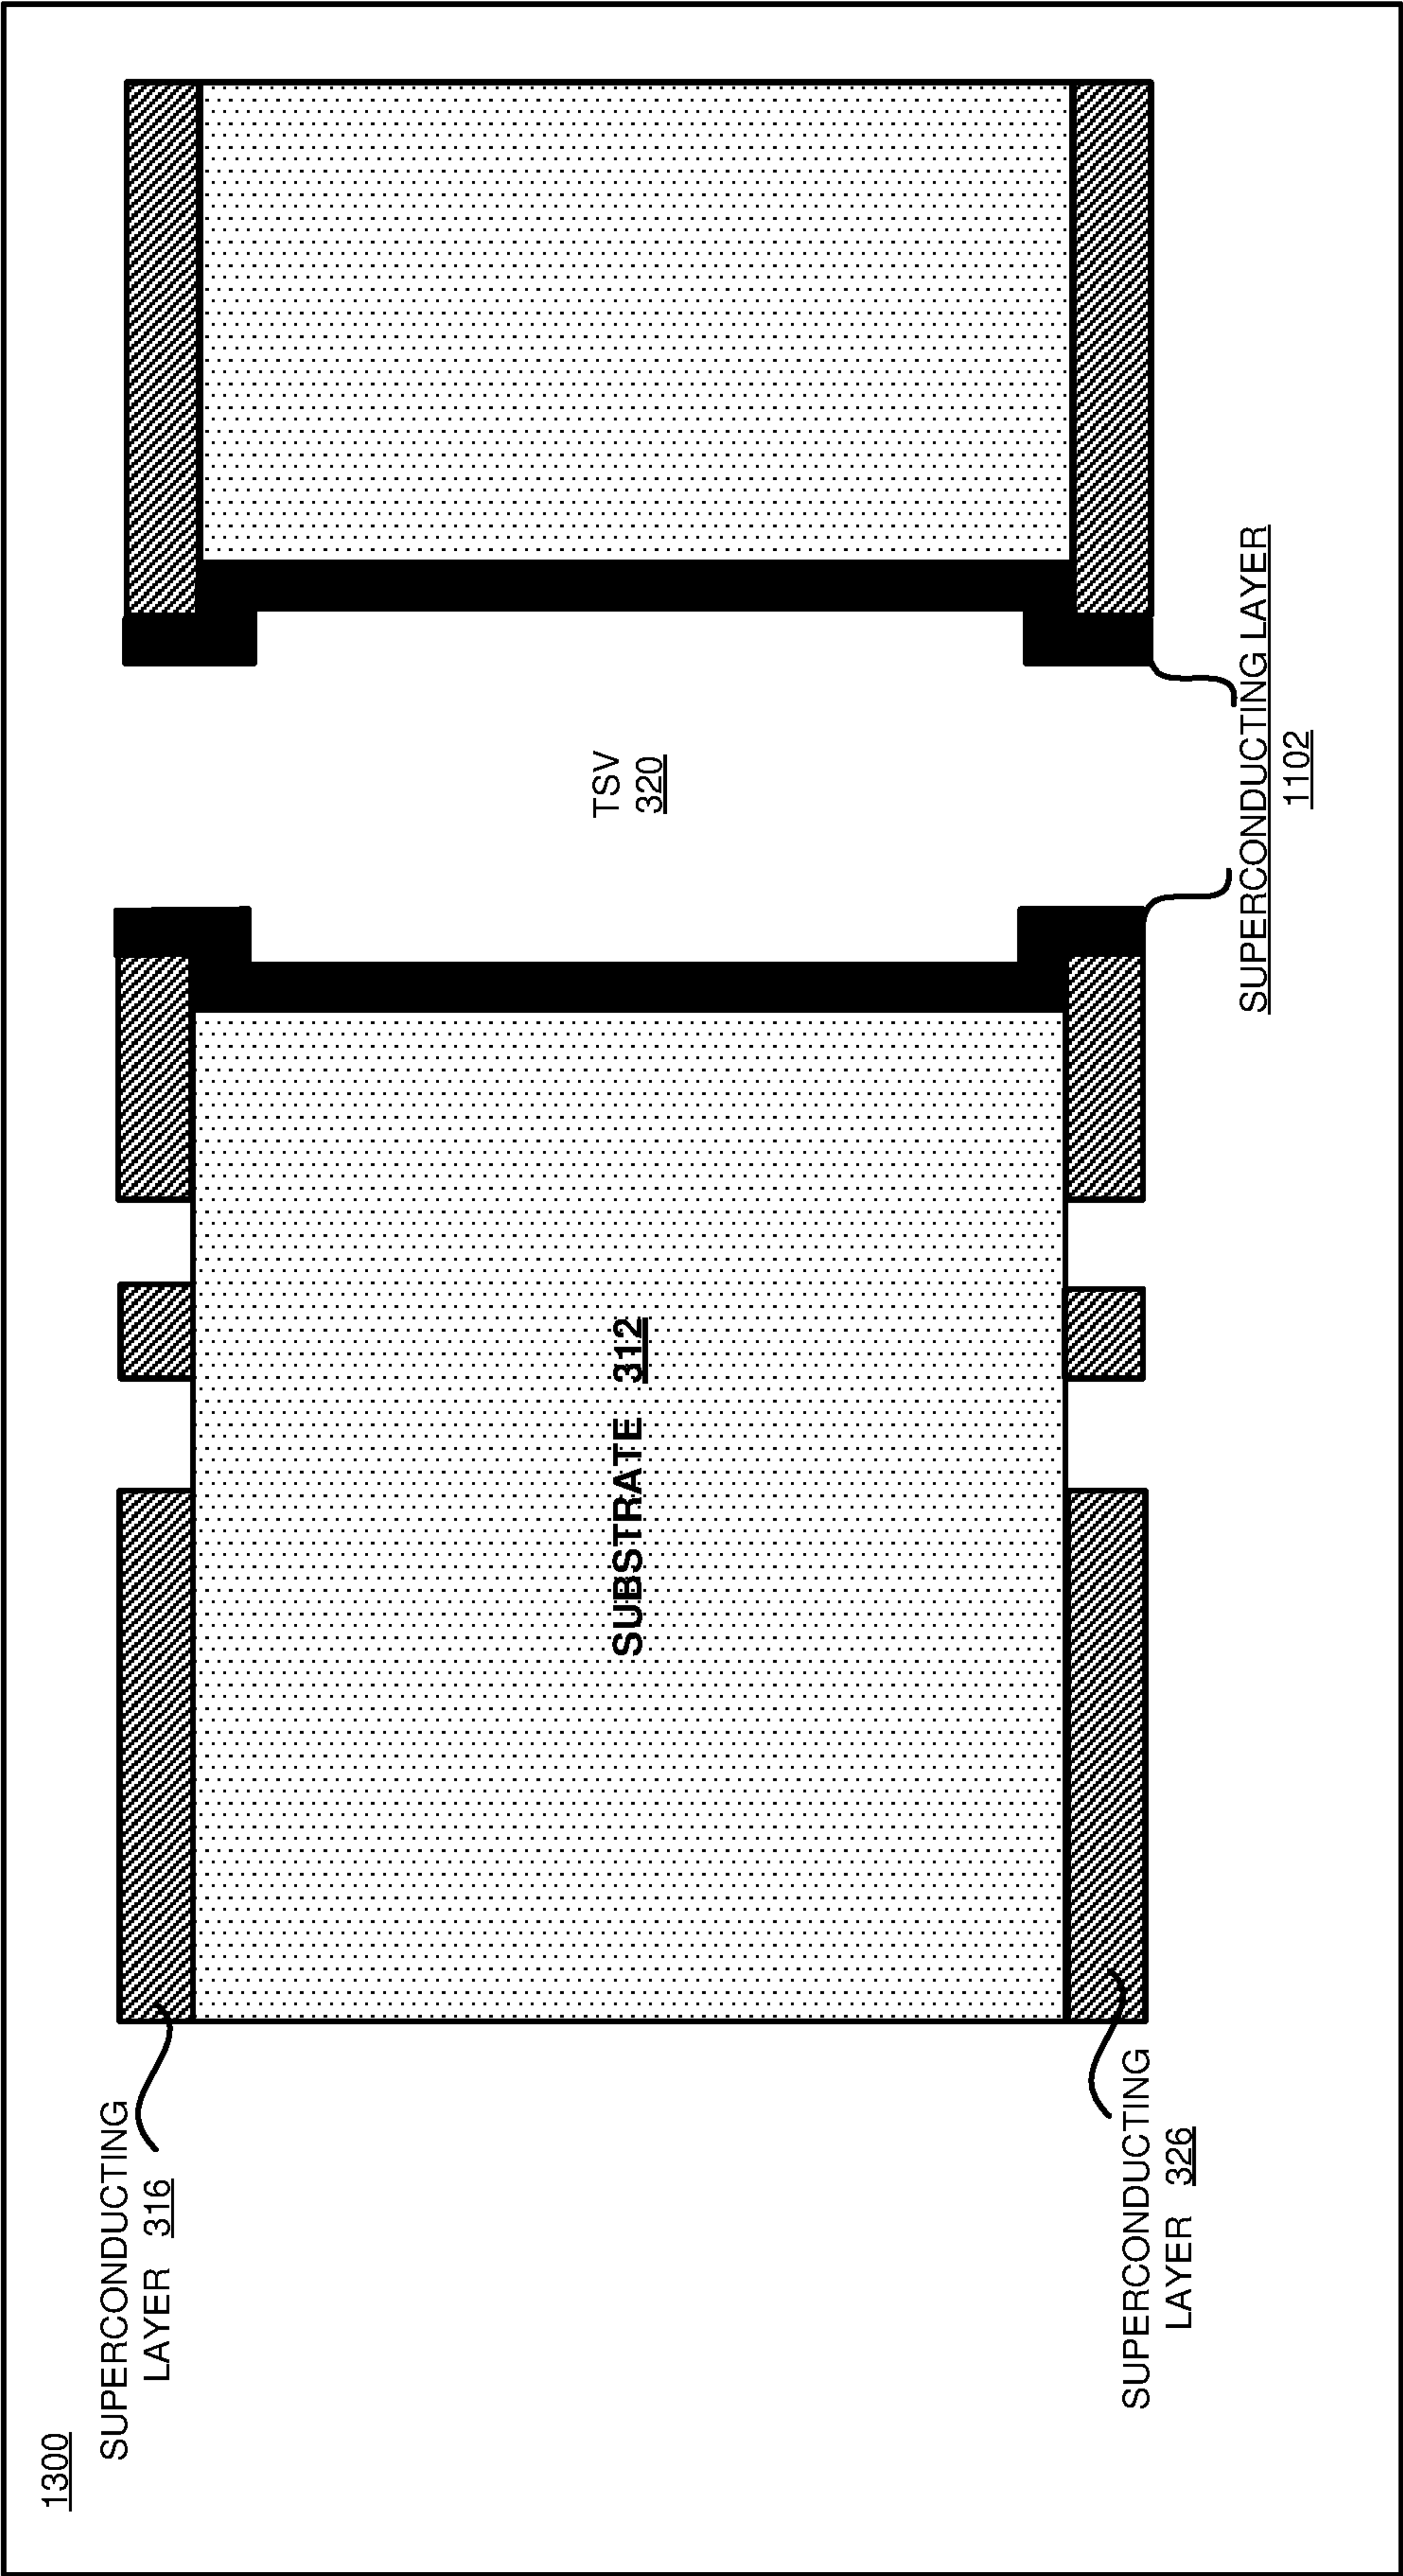 1300
SUPERCONDUCTING
LAYER 316
SUBSTRATE 312
TSV
320
SUPERCONDUCTING
LAYER 326
SUPERCONDUCTING LAYER
1102